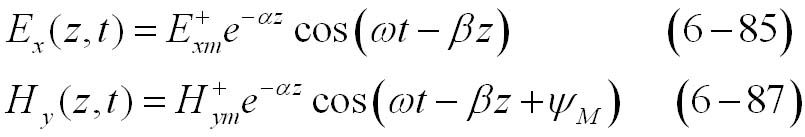 E_x(z,t) = E_{xm}^{+} e^{-αz} cos(ωt − βz) (6−85)
H_y(z,t) = H_{ym}^{+} e^{-αz} cos(ωt − βz + ψ_M) (6−87)